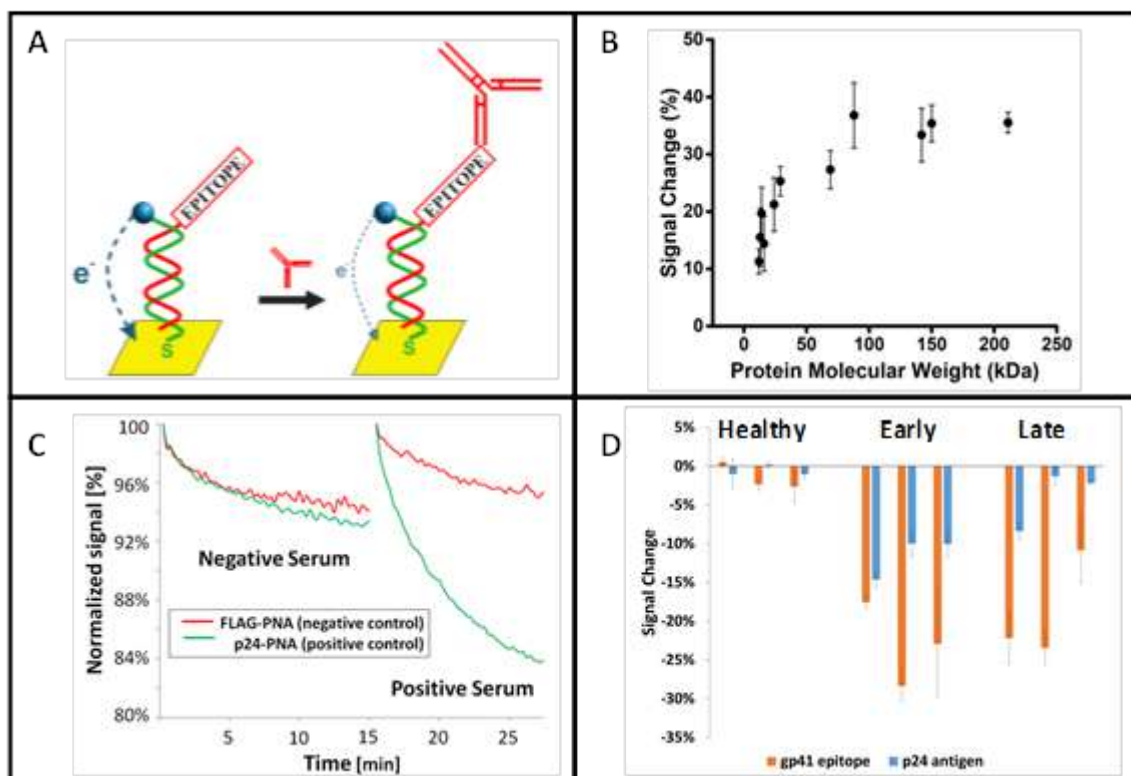 A
EPITOPE
e-
S
EPITOPE
e-
S
B
50
40
30
20
10
0
Signal Change (%)
0 50 100 150 200 250
Protein Molecular Weight (kDa)
C
100
96%
92%
88%
84%
80%
Normalized signal [%]
Negative Serum
FLAG-PNA (negative control)
p24-PNA (positive control)
Positive Serum
5 10 15 20 25
Time [min]
D
Healthy Early Late
5%
0%
-5%
-10%
-15%
-20%
-25%
-30%
-35%
Signal Change
gp41 epitope p24 antigen